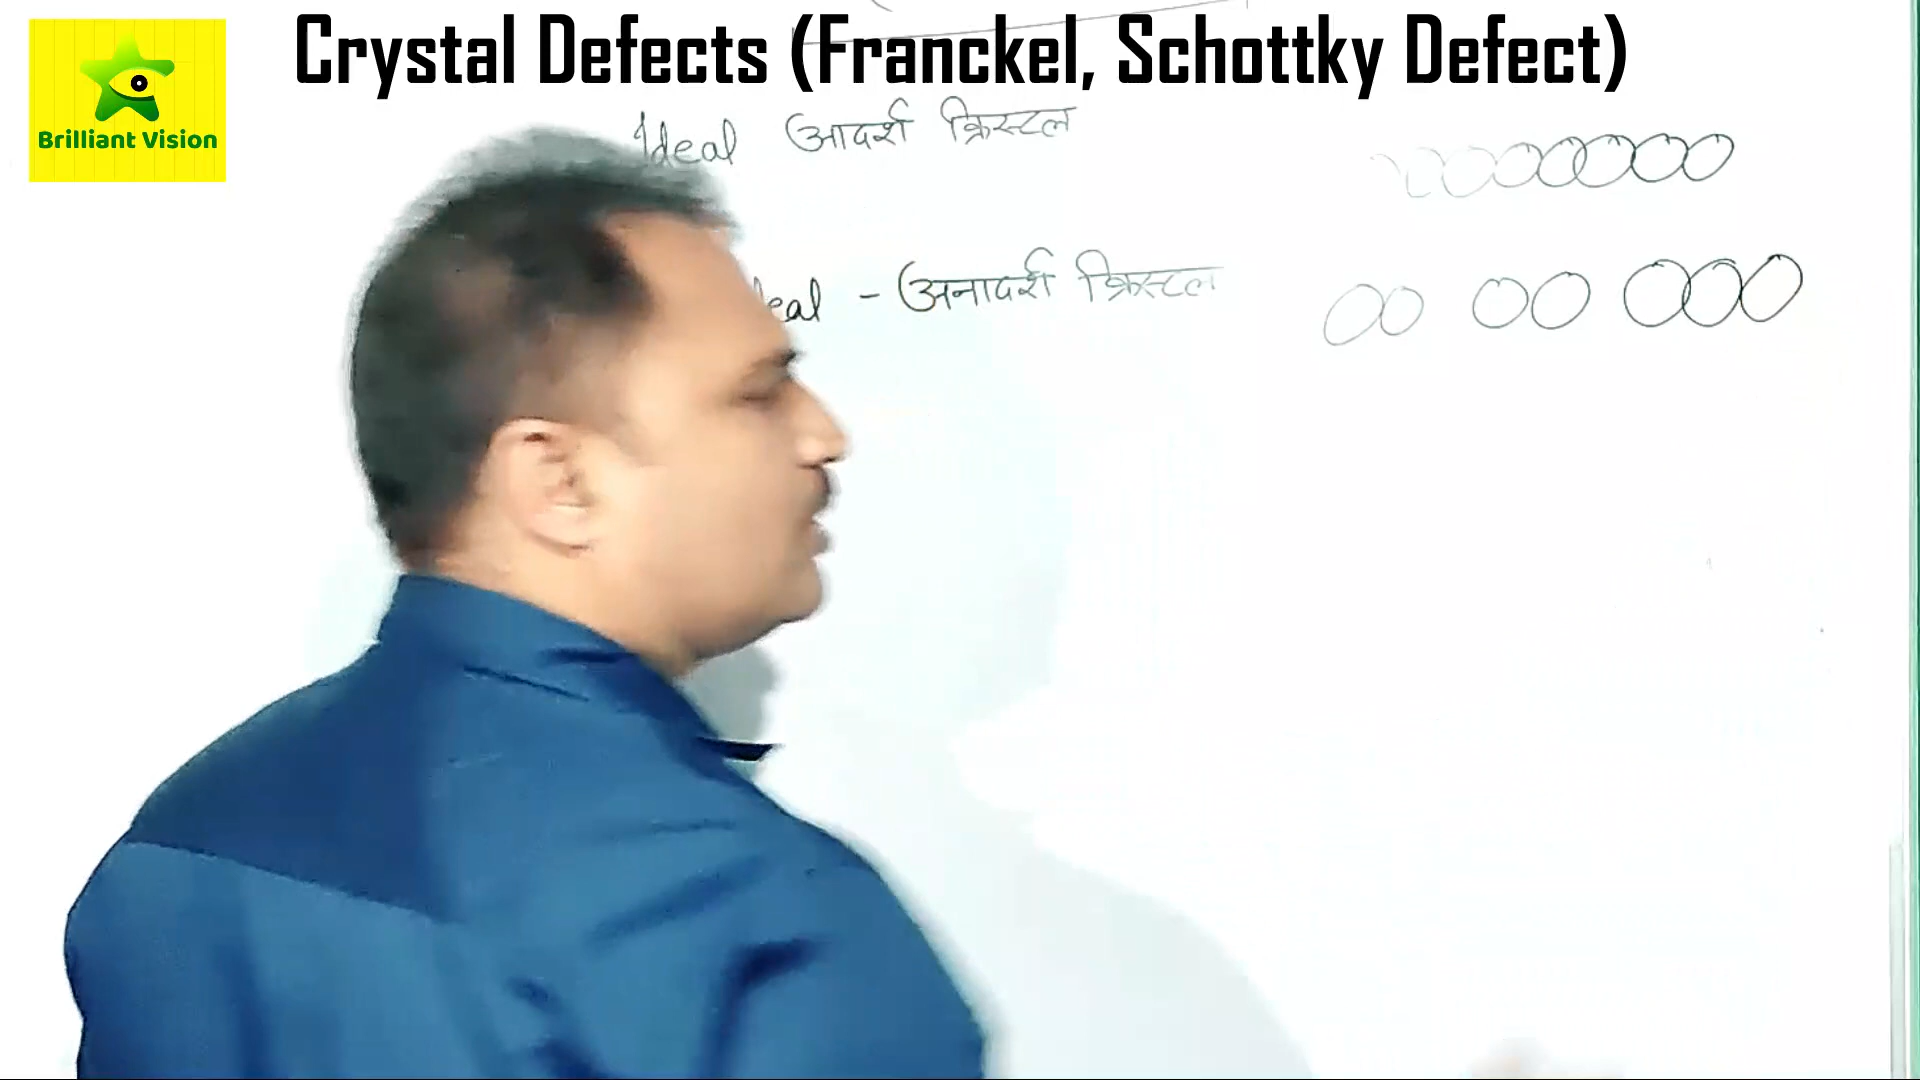 Crystal Defects (Franckel, Schottky Defect)
Brilliant Vision
Ideal आदर्श क्रिस्टल
eal - अनादर्श क्रिस्टल